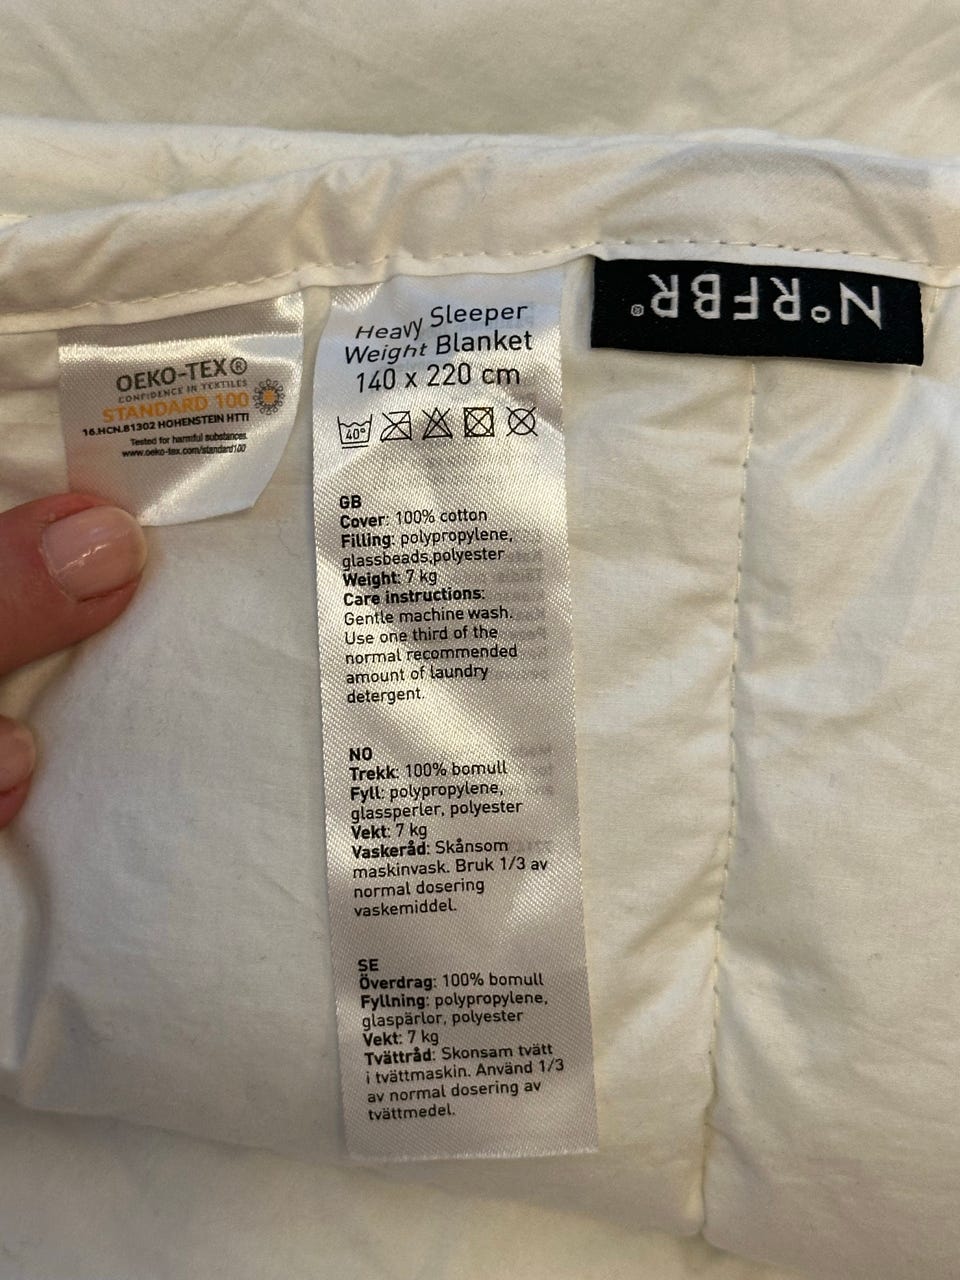 OEKO-TEX®
CONFIDENCE IN TEXTILES
STANDARD 100
16.HCN.81302 HOHENSTEIN HTTI
Tested for harmful substances.
www.oeko-tex.com/standard100
Heavy Sleeper
Weight Blanket
140 x 220 cm
40°
GB
Cover: 100% cotton
Filling: polypropylene,
glassbeads,polyester
Weight: 7 kg
Care instructions:
Gentle machine wash.
Use one third of the
normal recommended
amount of laundry
detergent.
NO
Trekk: 100% bomull
Fyll: polypropylene,
glassperler, polyester
Vekt: 7 kg
Vaskeråd: Skånsom
maskinvask. Bruk 1/3 av
normal dosering
vaskemiddel.
SE
Överdrag: 100% bomull
Fyllning: polypropylene,
glaspärlor, polyester
Vekt: 7 kg
Tvättråd: Skonsam tvätt
i tvättmaskin. Använd 1/3
av normal dosering av
tvättmedel.
N°RFBR®